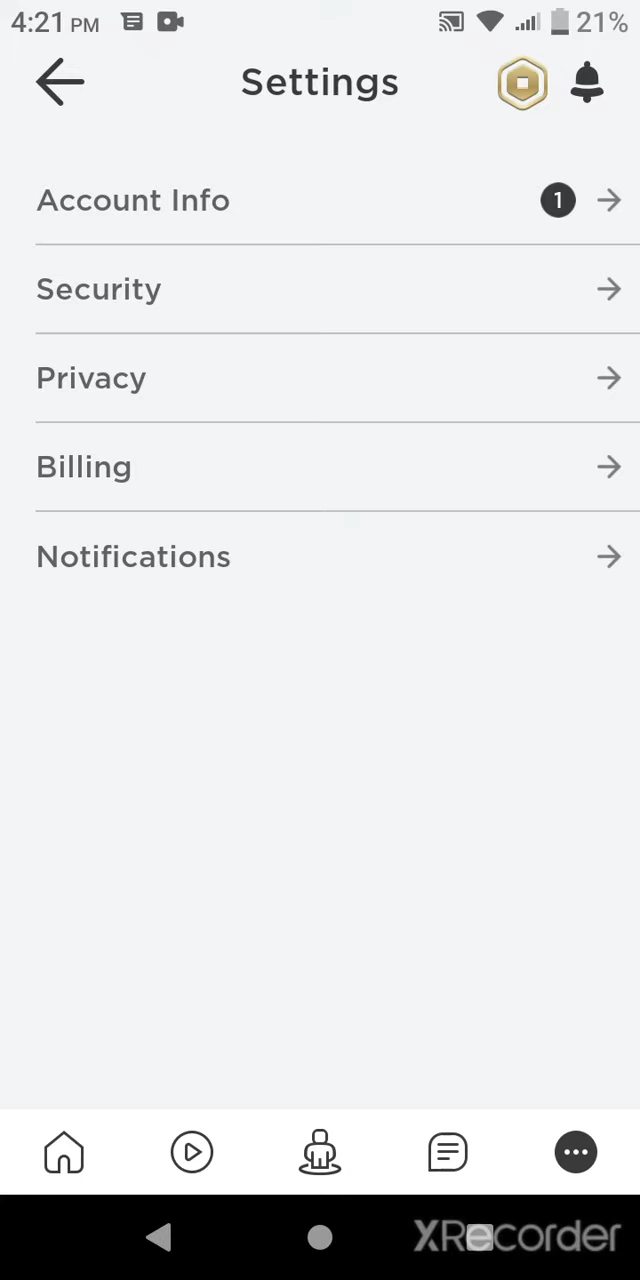 4:21 PM 21%
Settings
Account Info 1
Security
Privacy
Billing
Notifications
XRecorder